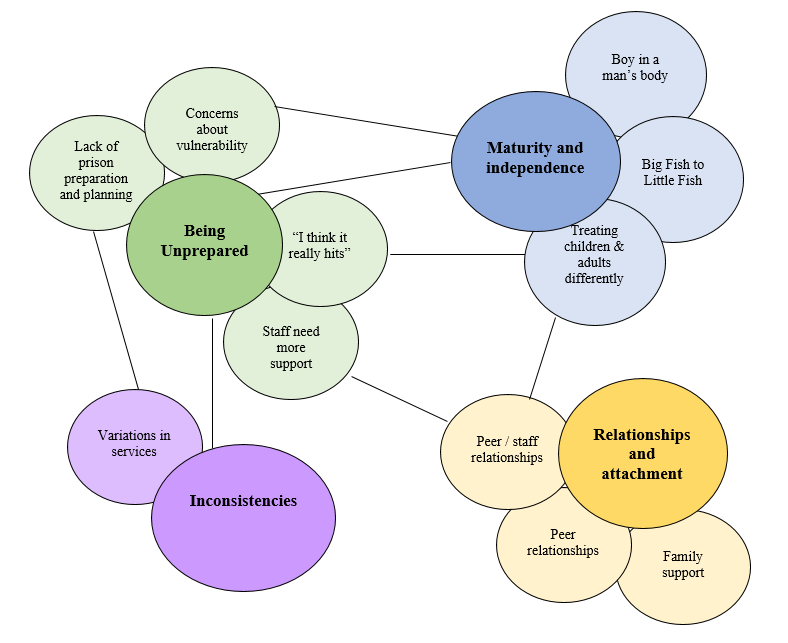 Boy in a
man’s body
Concerns
about
vulnerability
Lack of
prison
preparation
and planning
Maturity and
independence
Big Fish to
Little Fish
Being
Unprepared
“I think it
really hits”
Treating
children &
adults
differently
Staff need
more
support
Variations in
services
Peer / staff
relationships
Relationships
and
attachment
Inconsistencies
Peer
relationships
Family
support